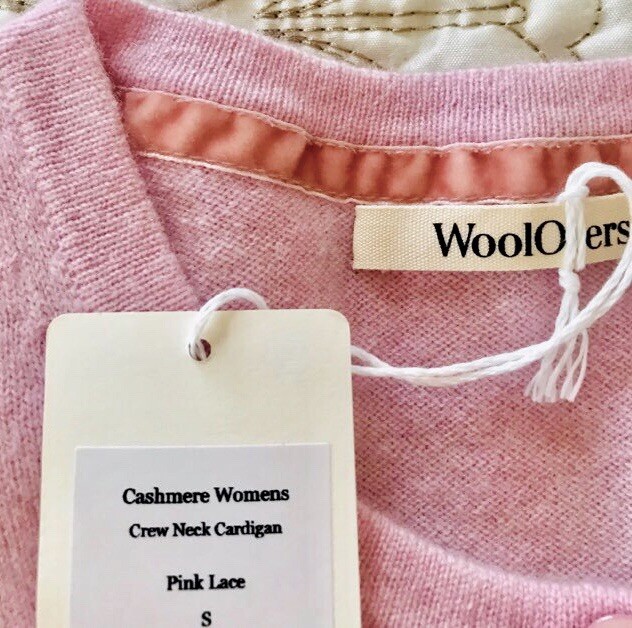 WoolOvers
Cashmere Womens
Crew Neck Cardigan
Pink Lace
S